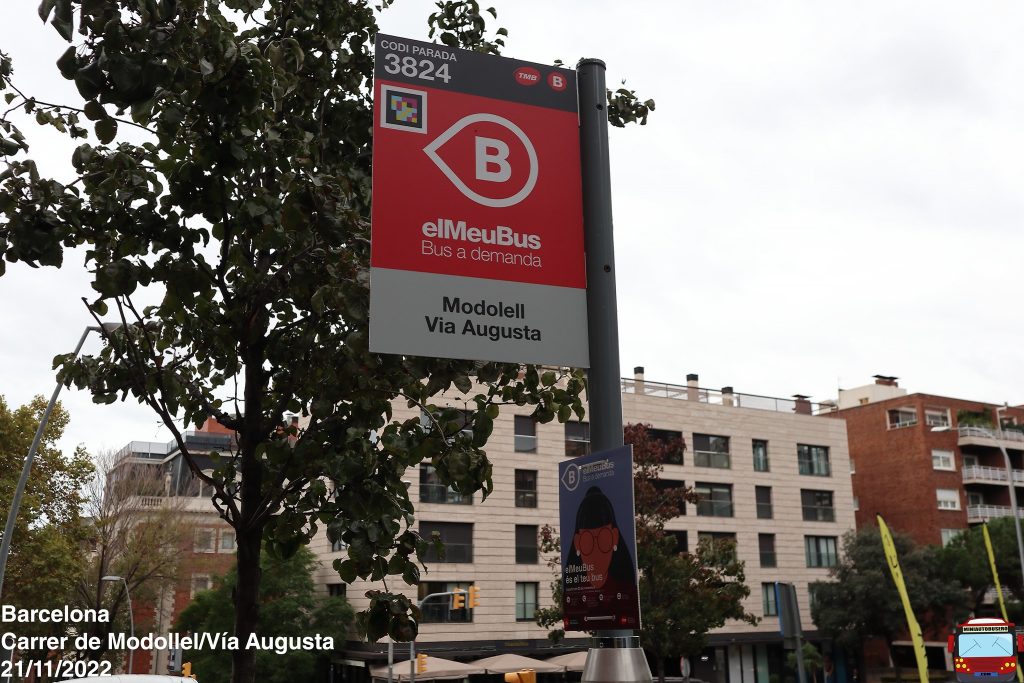 CODI PARADA
3824
TMB B
B
elMeuBus
Bus a demanda
Modolell
Via Augusta
B elMeuBus
Bus a demanda
elMeuBus
és el teu bus
Barcelona
Carrer de Modollel/Vía Augusta
21/11/2022
MINIAUTOBUSERO